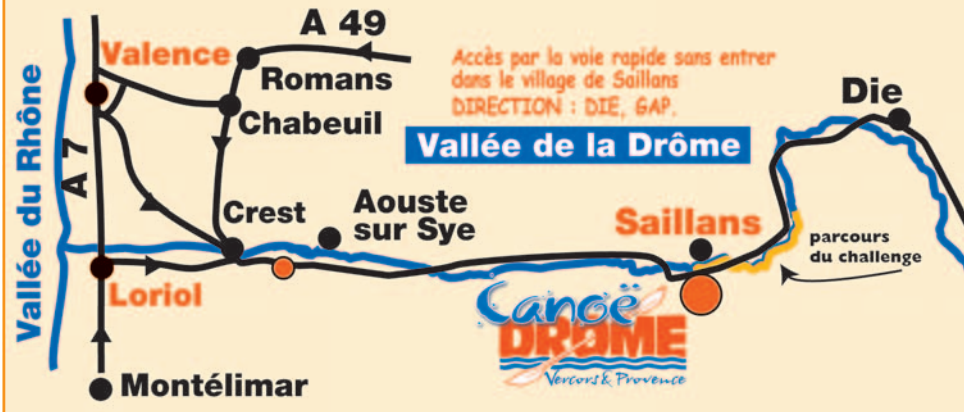 A 49
Valence
Romans
Accès par la voie rapide sans entrer
dans le village de Saillans
DIRECTION : DIE, GAP.
Die
Chabeuil
Vallée de la Drôme
Vallée du Rhône
A 7
Crest
Aouste
sur Sye
Saillans
parcours
du challenge
Loriol
Canoë
DROME
Vercors & Provence
Montélimar